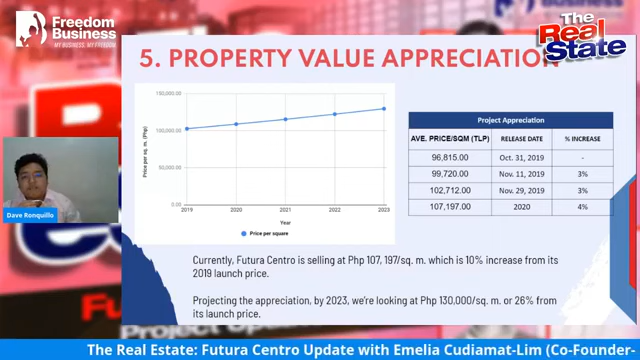 Freedom
Business
MY BUSINESS. MY FREEDOM.
The
Real
State
5. PROPERTY VALUE APPRECIATION
150,000.00
100,000.00
50,000.00
0.00
Price per sq. m. (Php)
2019 2020 2021 2022 2023
Year
Price per square
Project Appreciation
AVE. PRICE/SQM (TLP) RELEASE DATE % INCREASE
96,815.00 Oct. 31, 2019 -
99,720.00 Nov. 11, 2019 3%
102,712.00 Nov. 29, 2019 3%
107,197.00 2020 4%
Dave Ronquillo
Currently, Futura Centro is selling at Php 107, 197/sq. m. which is 10% increase from its
2019 launch price.
Projecting the appreciation, by 2023, we're looking at Php 130,000/sq. m. or 26% from
its launch price.
The Real Estate: Futura Centro Update with Emelia Cudiamat-Lim (Co-Founder-